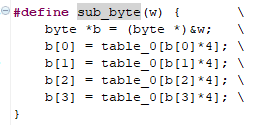 #define sub_byte(w) { \
byte *b = (byte *)&w; \
b[0] = table_0[b[0]*4]; \
b[1] = table_0[b[1]*4]; \
b[2] = table_0[b[2]*4]; \
b[3] = table_0[b[3]*4]; \
}